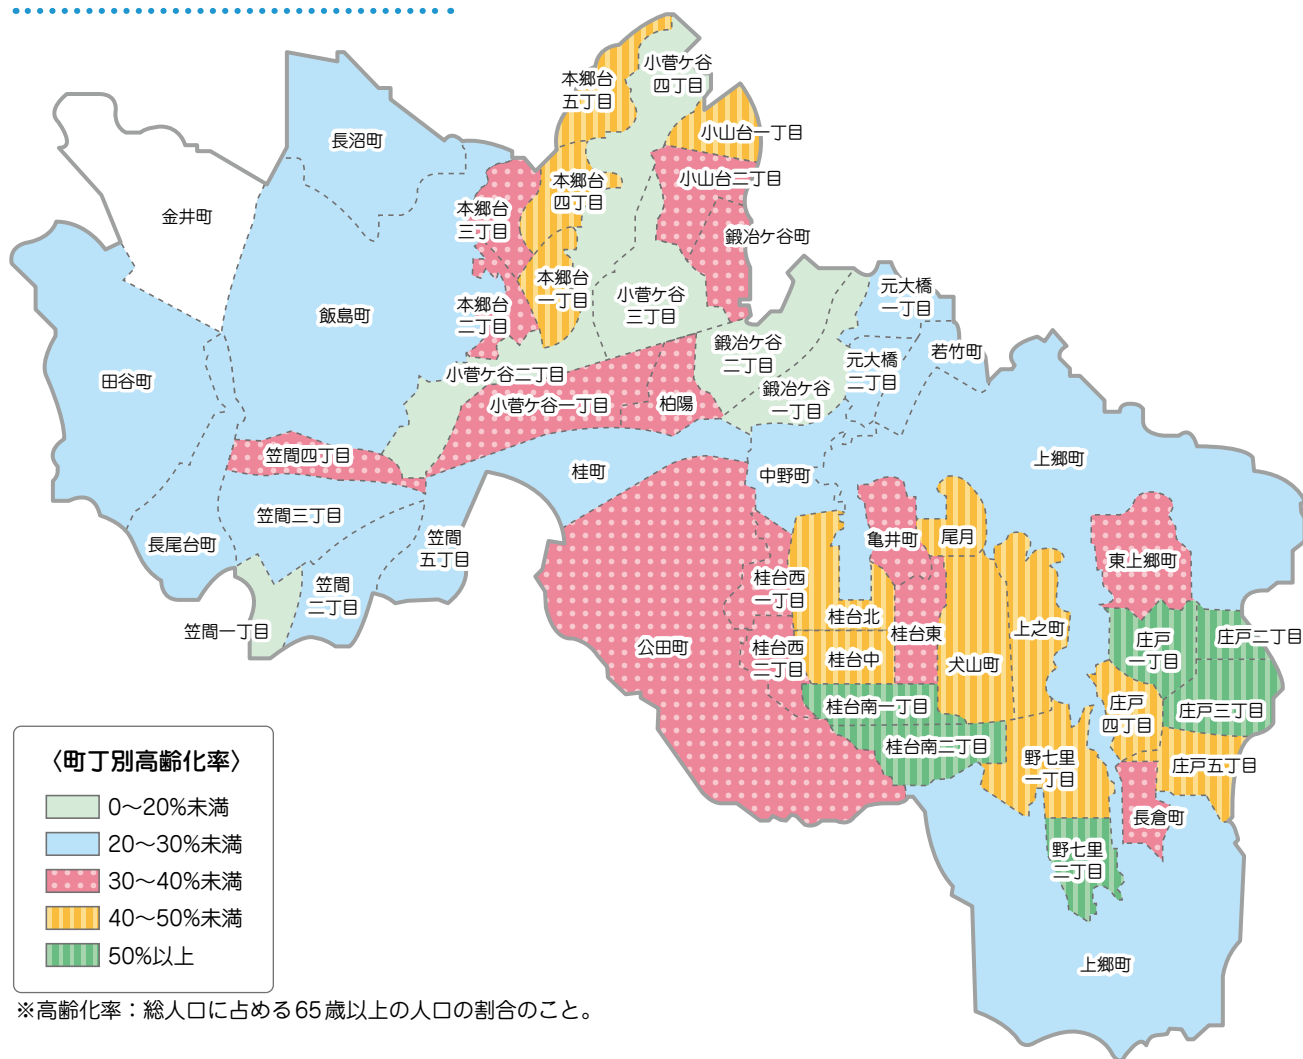 小菅ケ谷
四丁目
本郷台
五丁目
小山台一丁目
長沼町
小山台二丁目
本郷台
四丁目
金井町
本郷台
三丁目
鍛冶ケ谷町
本郷台
一丁目
元大橋
一丁目
小菅ケ谷
三丁目
飯島町
本郷台
二丁目
鍛冶ケ谷
二丁目
若竹町
元大橋
二丁目
田谷町
小菅ケ谷二丁目
鍛冶ケ谷
一丁目
小菅ケ谷一丁目
柏陽
笠間四丁目
上郷町
桂町
中野町
笠間三丁目
長尾台町
笠間
五丁目
亀井町
尾月
東上郷町
笠間
二丁目
桂台西
一丁目
笠間一丁目
桂台北
桂台東
上之町
庄戸
一丁目
庄戸二丁目
公田町
桂台西
二丁目
桂台中
犬山町
桂台南一丁目
庄戸
四丁目
庄戸三丁目
桂台南二丁目
野七里
一丁目
庄戸五丁目
長倉町
野七里
二丁目
上郷町
〈町丁別高齢化率〉
0〜20%未満
20〜30%未満
30〜40%未満
40〜50%未満
50%以上
※高齢化率：総人口に占める65歳以上の人口の割合のこと。